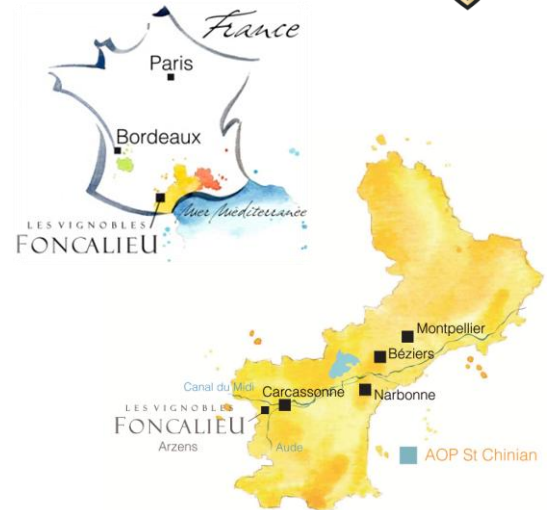 France
Paris
Bordeaux
Mer Méditerranée
LES VIGNOBLES
FONCALIEU
Montpellier
Béziers
Canal du Midi
Carcassonne
Narbonne
LES VIGNOBLES
FONCALIEU
Arzens
Aude
AOP St Chinian